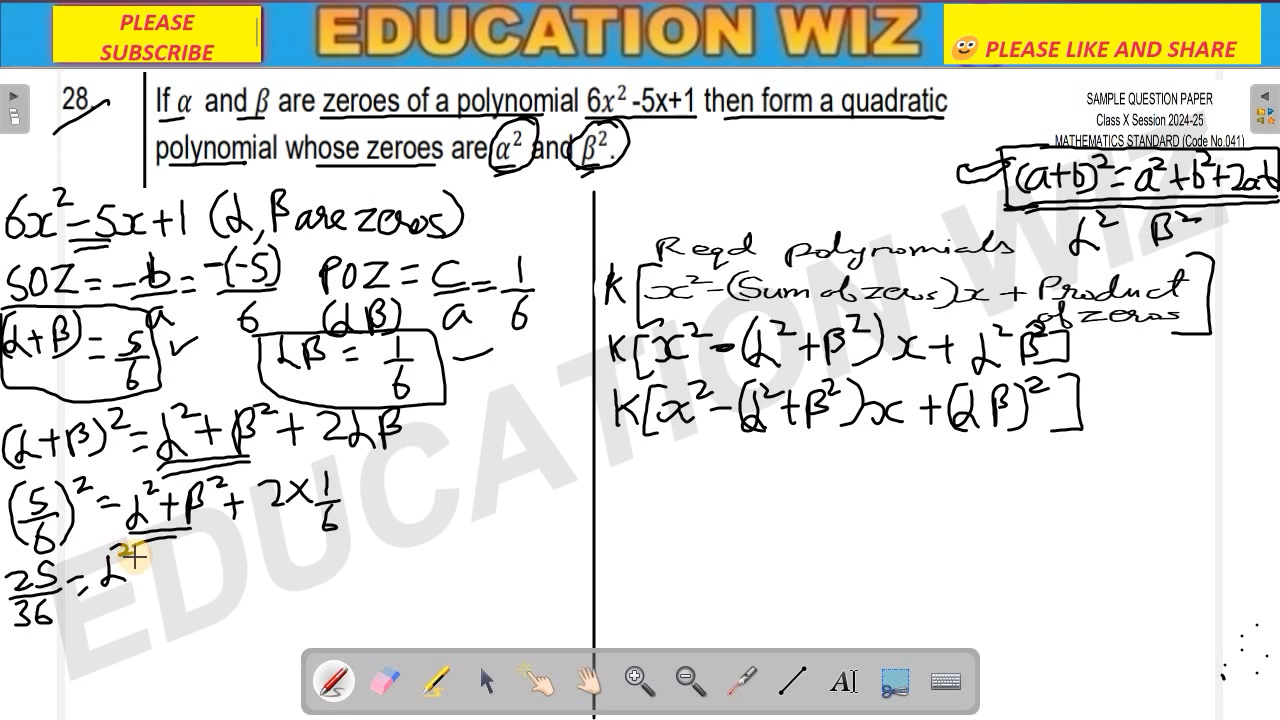 PLEASE SUBSCRIBE
EDUCATION WIZ
PLEASE LIKE AND SHARE
28. If α and β are zeroes of a polynomial 6x² -5x+1 then form a quadratic
polynomial whose zeroes are α² and β².
SAMPLE QUESTION PAPER
Class X Session 2024-25
MATHEMATICS STANDARD (Code No.041)
(a+b)² = a²+b²+2ab
α² β²
6x²-5x+1 (α, β are zeros)
SOZ = -b/a = -(-5)/6 POZ = c/a = 1/6
(α+β) = 5/6 (αβ)
αβ = 1/6
(α+β)² = α²+β² + 2αβ
(5/6)² = α²+β² + 2×1/6
25/36 = α²
Reqd polynomials
K[x²-(Sum of zeros)x + Product of zeros]
K[x²-(α²+β²)x + α²β²]
K[x²-(α²+β²)x + (αβ)²]
EDUCATION WIZ